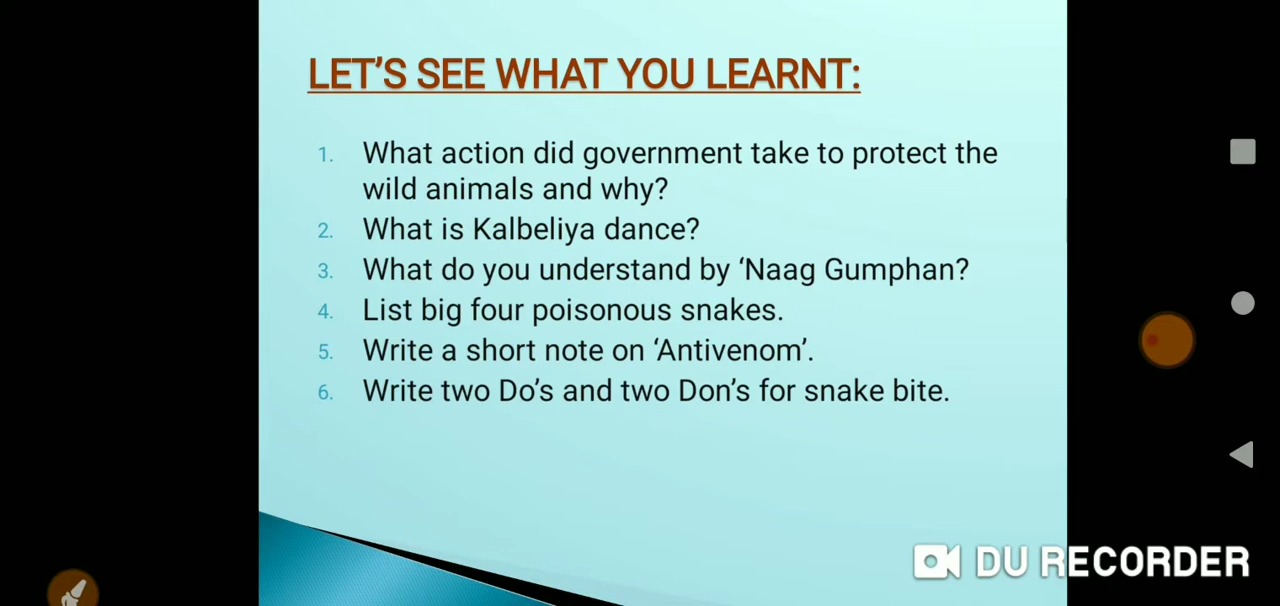 LET’S SEE WHAT YOU LEARNT:
1. What action did government take to protect the
wild animals and why?
2. What is Kalbeliya dance?
3. What do you understand by ‘Naag Gumphan?
4. List big four poisonous snakes.
5. Write a short note on ‘Antivenom’.
6. Write two Do’s and two Don’s for snake bite.
DU RECORDER